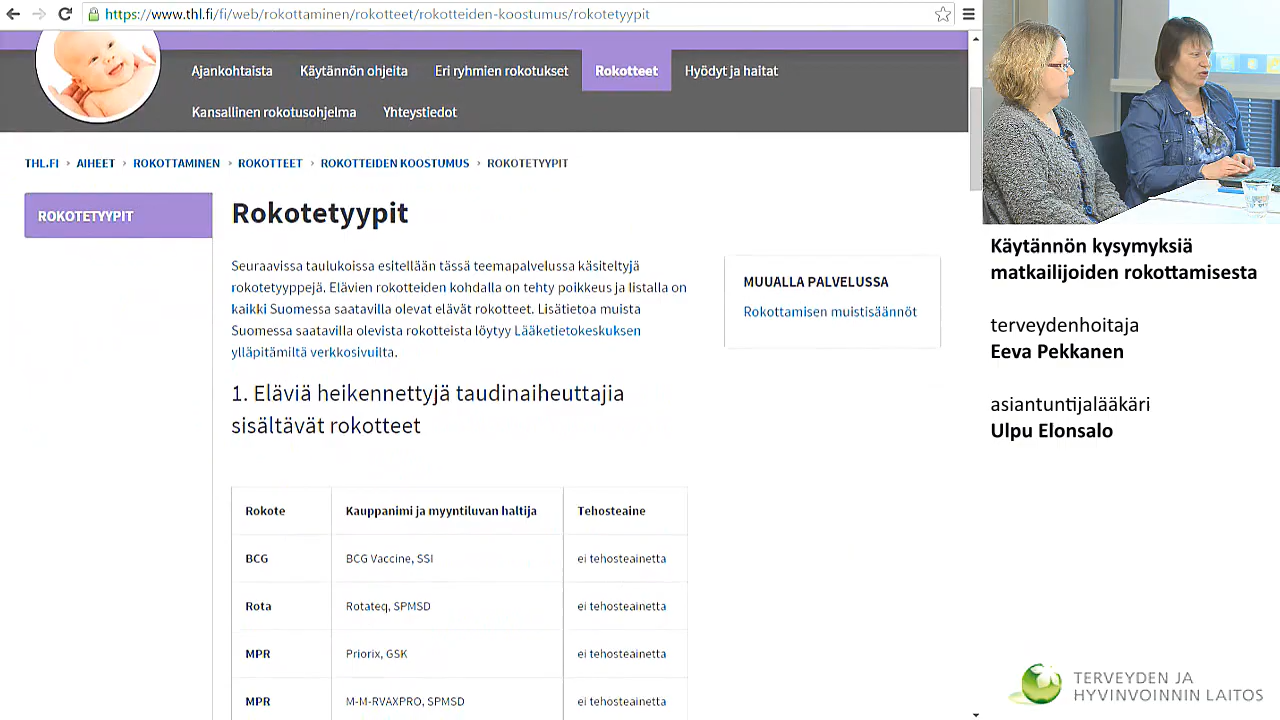 https://www.thl.fi/fi/web/rokottaminen/rokotteet/rokotteiden-koostumus/rokotetyypit
Ajankohtaista
Käytännön ohjeita
Eri ryhmien rokotukset
Rokotteet
Hyödyt ja haitat
Kansallinen rokotusohjelma
Yhteystiedot
THL.FI › AIHEET › ROKOTTAMINEN › ROKOTTEET › ROKOTTEIDEN KOOSTUMUS › ROKOTETYYPIT
ROKOTETYYPIT
Rokotetyypit
Seuraavissa taulukoissa esitellään tässä teemapalvelussa käsiteltyjä
rokotetyyppejä. Elävien rokotteiden kohdalla on tehty poikkeus ja listalla on
kaikki Suomessa saatavilla olevat elävät rokotteet. Lisätietoa muista
Suomessa saatavilla olevista rokotteista löytyy Lääketietokeskuksen
ylläpitämiltä verkkosivuilta.
MUUALLA PALVELUSSA
Rokottamisen muistisäännöt
1. Eläviä heikennettyjä taudinaiheuttajia
sisältävät rokotteet
Rokote Kauppanimi ja myyntiluvan haltija Tehosteaine
BCG BCG Vaccine, SSI ei tehosteainetta
Rota Rotateq, SPMSD ei tehosteainetta
MPR Priorix, GSK ei tehosteainetta
MPR M-M-RVAXPRO, SPMSD ei tehosteainetta
Käytännön kysymyksiä
matkailijoiden rokottamisesta
terveydenhoitaja
Eeva Pekkanen
asiantuntijalääkäri
Ulpu Elonsalo
TERVEYDEN JA
HYVINVOINNIN LAITOS